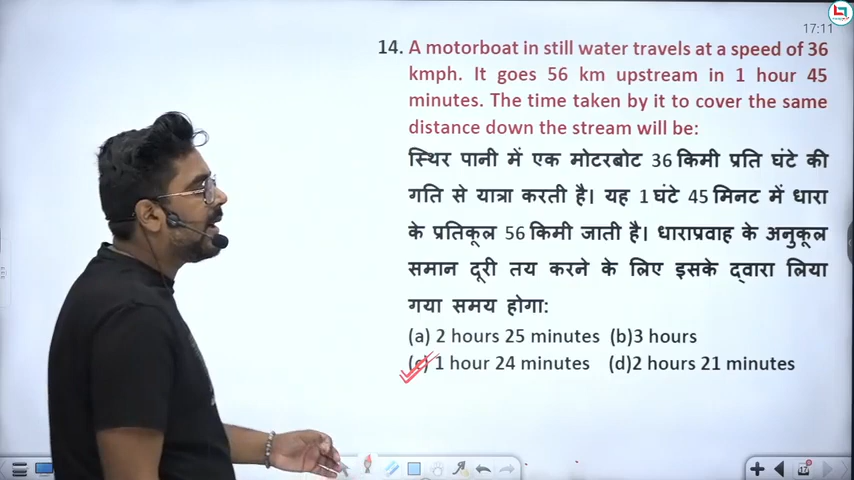 17:11
14. A motorboat in still water travels at a speed of 36
kmph. It goes 56 km upstream in 1 hour 45
minutes. The time taken by it to cover the same
distance down the stream will be:
स्थिर पानी में एक मोटरबोट 36 किमी प्रति घंटे की
गति से यात्रा करती है। यह 1 घंटे 45 मिनट में धारा
के प्रतिकूल 56 किमी जाती है। धाराप्रवाह के अनुकूल
समान दूरी तय करने के लिए इसके द्वारा लिया
गया समय होगा:
(a) 2 hours 25 minutes (b)3 hours
(c) 1 hour 24 minutes (d)2 hours 21 minutes